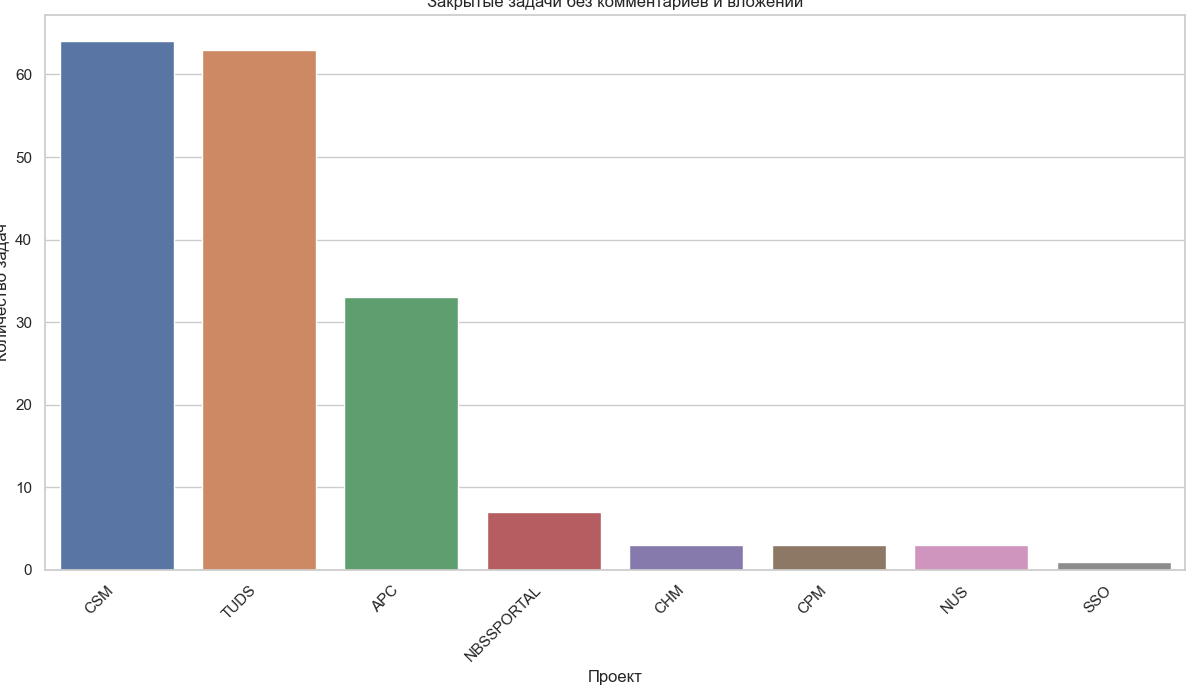 Закрытые задачи без комментариев и вложений
Количество задач
60
50
40
30
20
10
0
CSM
TUDS
APC
NBSSPORTAL
CHM
CPM
NUS
SSO
Проект